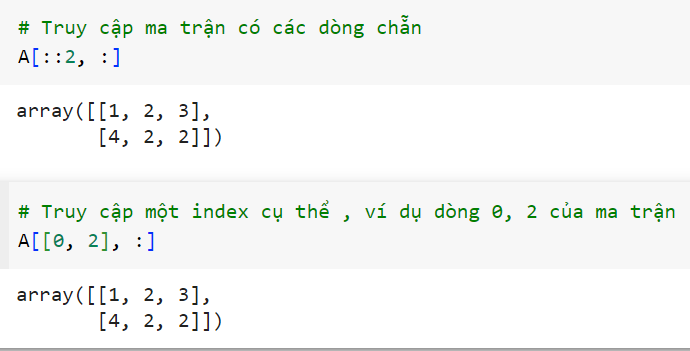 # Truy cập ma trận có các dòng chẵn
A[::2, :]
array([[1, 2, 3],
       [4, 2, 2]])
# Truy cập một index cụ thể , ví dụ dòng 0, 2 của ma trận
A[[0, 2], :]
array([[1, 2, 3],
       [4, 2, 2]])